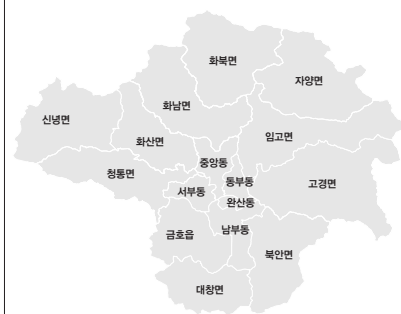 화북면
자양면
화남면
신녕면
임고면
화산면
중앙동
청통면
동부동
고경면
서부동
완산동
남부동
금호읍
북안면
대창면